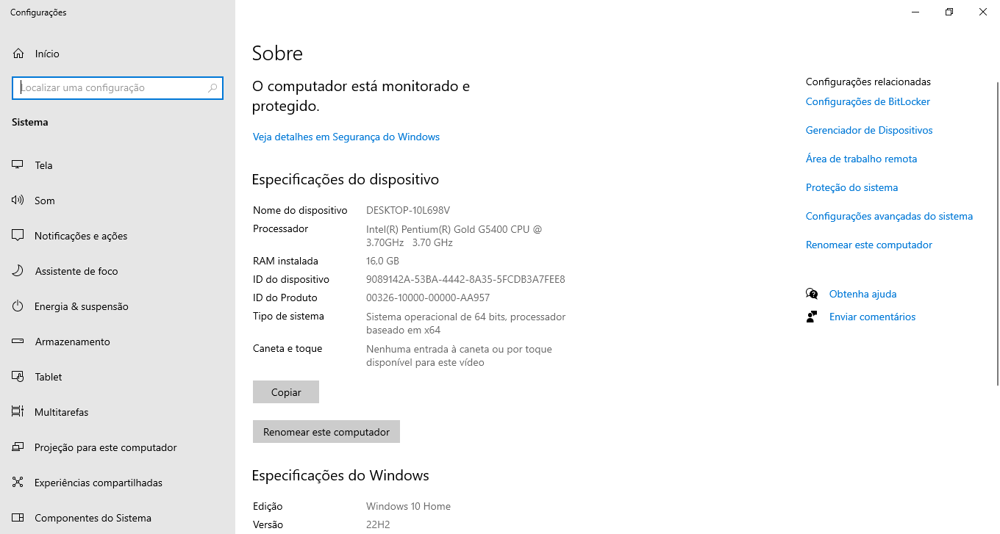 Configurações
Início
Localizar uma configuração
Sistema
Tela
Som
Notificações e ações
Assistente de foco
Energia & suspensão
Armazenamento
Tablet
Multitarefas
Projeção para este computador
Experiências compartilhadas
Componentes do Sistema
Sobre
O computador está monitorado e
protegido.
Veja detalhes em Segurança do Windows
Especificações do dispositivo
Nome do dispositivo DESKTOP-10L698V
Processador Intel(R) Pentium(R) Gold G5400 CPU @
3.70GHz 3.70 GHz
RAM instalada 16,0 GB
ID do dispositivo 9089142A-53BA-4442-8A35-5FCDB3A7FEE8
ID do Produto 00326-10000-00000-AA957
Tipo de sistema Sistema operacional de 64 bits, processador
baseado em x64
Caneta e toque Nenhuma entrada à caneta ou por toque
disponível para este vídeo
Copiar
Renomear este computador
Especificações do Windows
Edição Windows 10 Home
Versão 22H2
Configurações relacionadas
Configurações de BitLocker
Gerenciador de Dispositivos
Área de trabalho remota
Proteção do sistema
Configurações avançadas do sistema
Renomear este computador
Obtenha ajuda
Enviar comentários